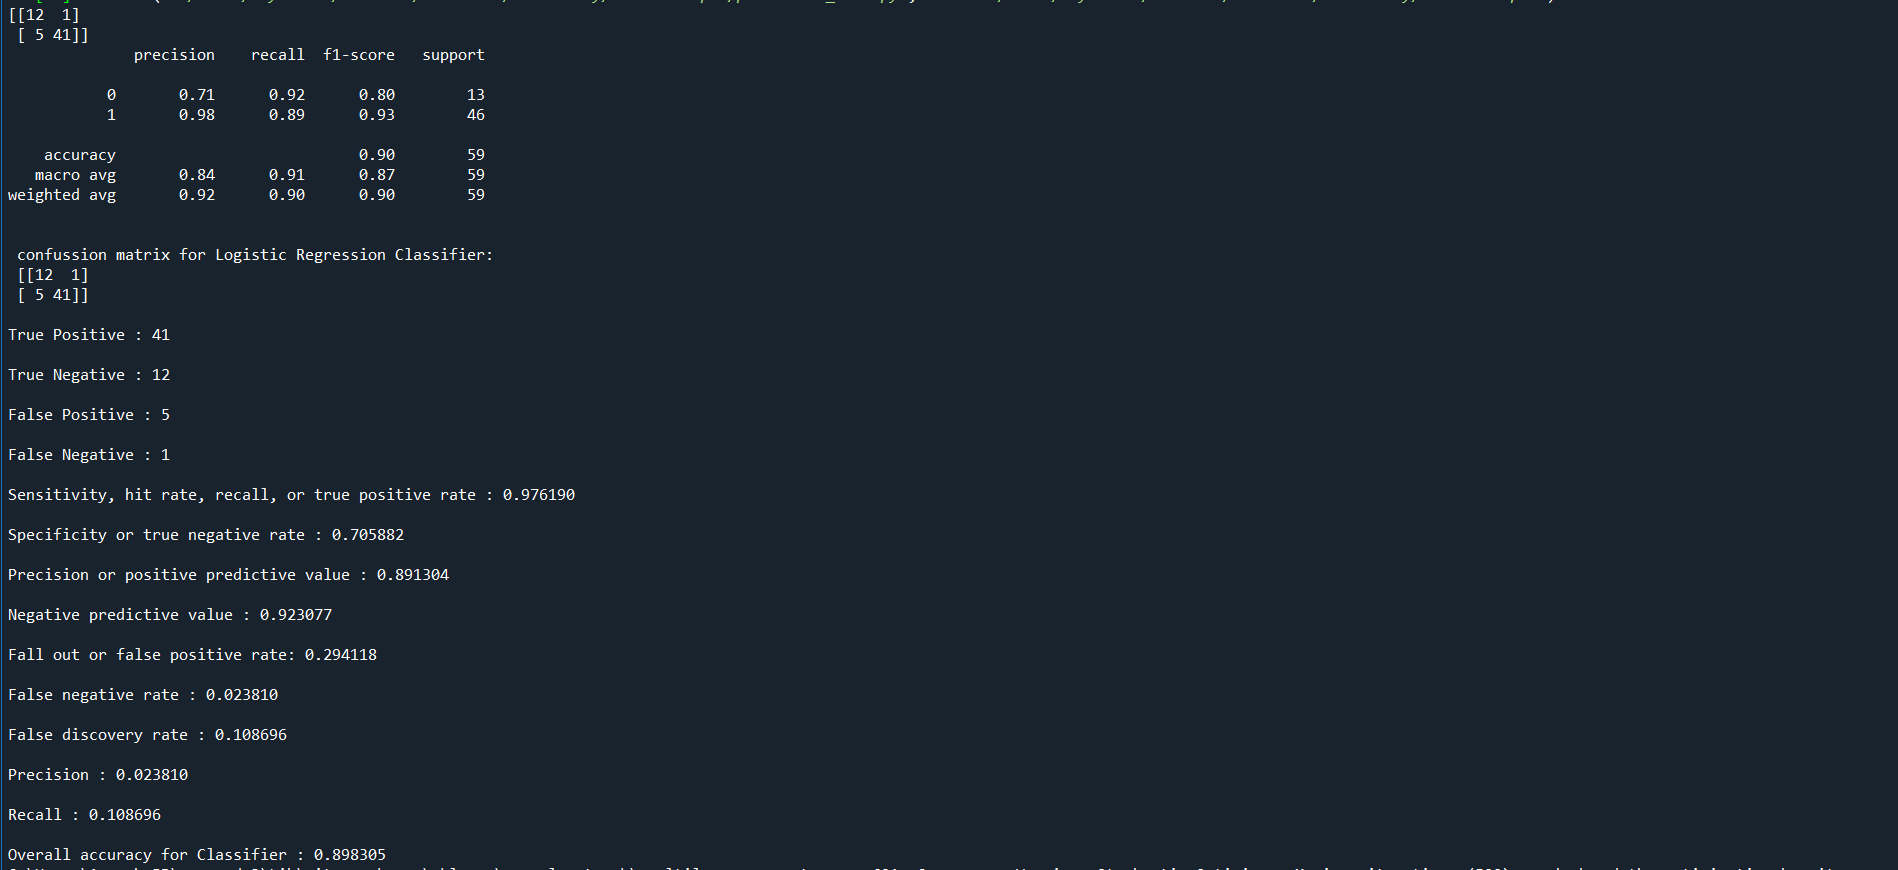 [[12  1]
 [ 5 41]]
              precision    recall  f1-score   support

           0       0.71      0.92      0.80        13
           1       0.98      0.89      0.93        46

    accuracy                           0.90        59
   macro avg       0.84      0.91      0.87        59
weighted avg       0.92      0.90      0.90        59

 confussion matrix for Logistic Regression Classifier:
 [[12  1]
 [ 5 41]]
True Positive : 41
True Negative : 12
False Positive : 5
False Negative : 1
Sensitivity, hit rate, recall, or true positive rate : 0.976190
Specificity or true negative rate : 0.705882
Precision or positive predictive value : 0.891304
Negative predictive value : 0.923077
Fall out or false positive rate: 0.294118
False negative rate : 0.023810
False discovery rate : 0.108696
Precision : 0.023810
Recall : 0.108696
Overall accuracy for Classifier : 0.898305